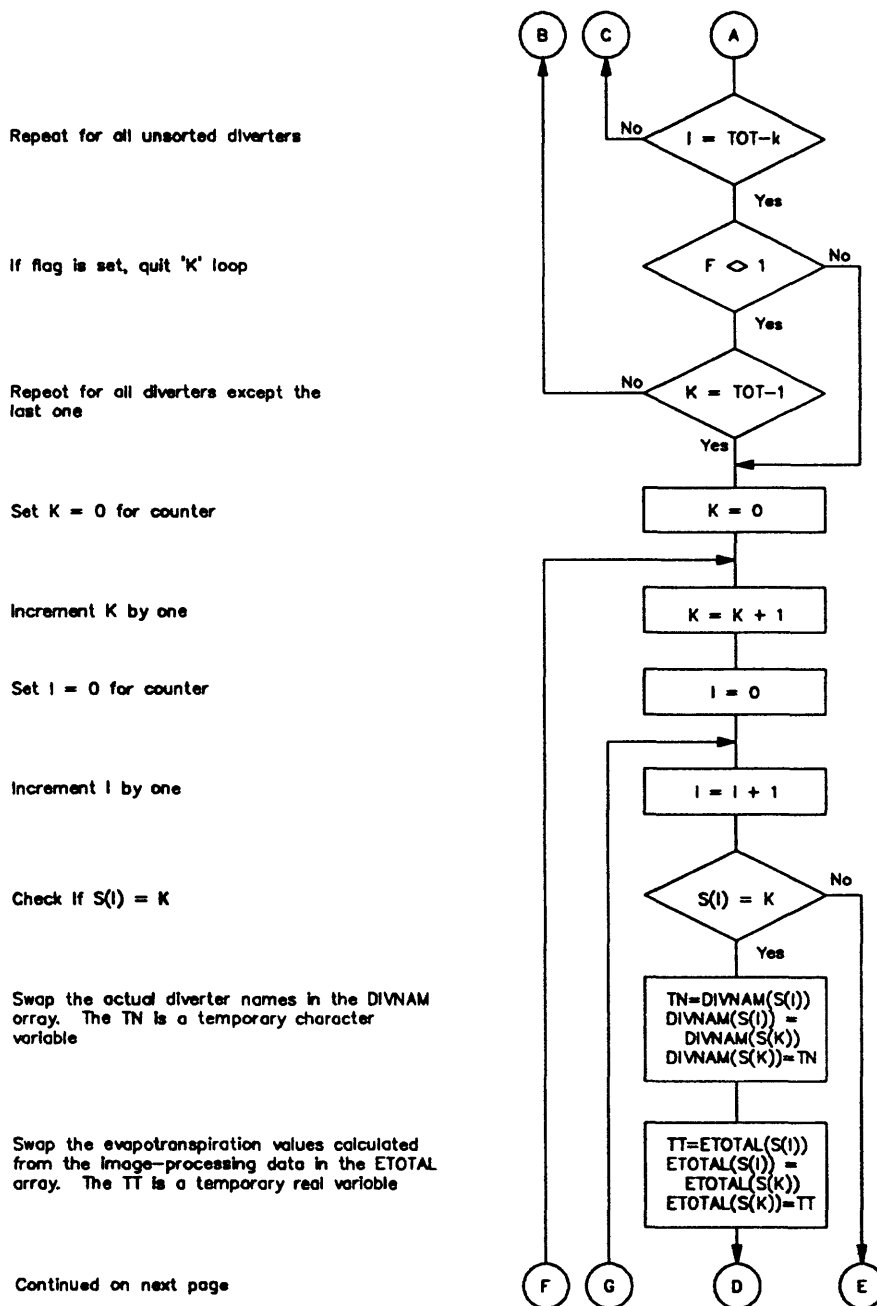 B C A
Repeat for all unsorted diverters
No
I = TOT-k
Yes
If flag is set, quit 'K' loop
F <> 1
No
Yes
Repeat for all diverters except the
last one
No
K = TOT-1
Yes
Set K = 0 for counter
K = 0
Increment K by one
K = K + 1
Set I = 0 for counter
I = 0
Increment I by one
I = I + 1
Check If S(I) = K
S(I) = K
No
Yes
Swap the actual diverter names in the DIVNAM
array. The TN is a temporary character
variable
TN=DIVNAM(S(I))
DIVNAM(S(I)) =
DIVNAM(S(K))
DIVNAM(S(K))=TN
Swap the evapotranspiration values calculated
from the image-processing data in the ETOTAL
array. The TT is a temporary real variable
TT=ETOTAL(S(I))
ETOTAL(S(I)) =
ETOTAL(S(K))
ETOTAL(S(K))=TT
Continued on next page
F G D E